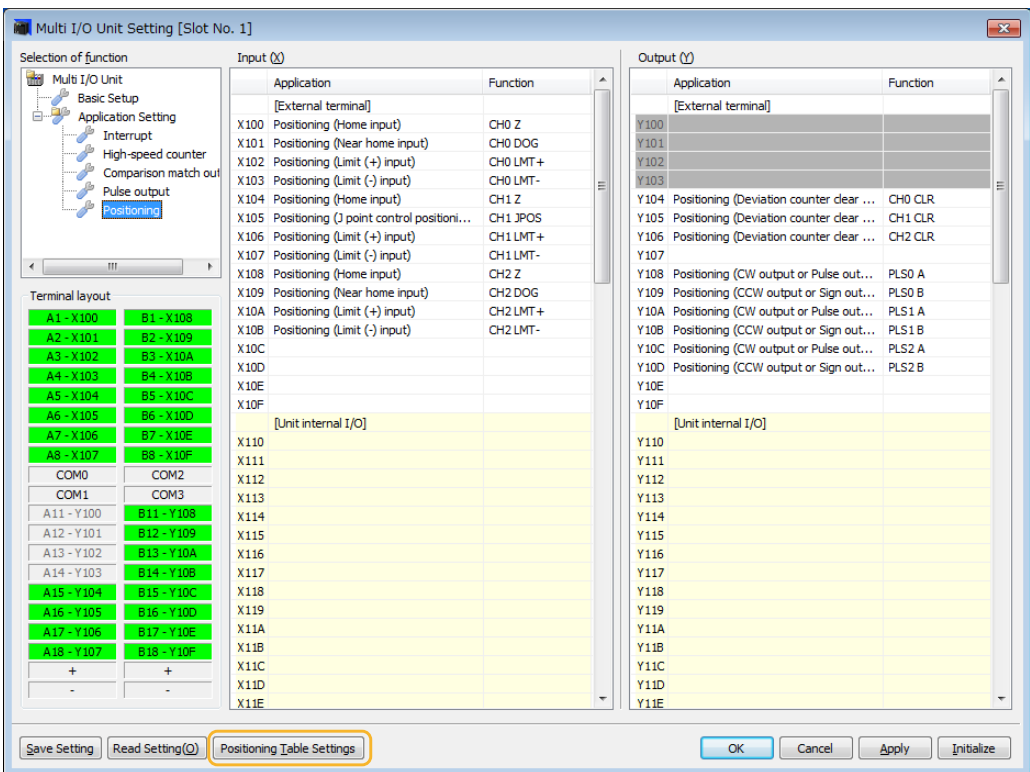 Multi I/O Unit Setting [Slot No. 1]
Selection of function
Multi I/O Unit
Basic Setup
Application Setting
Interrupt
High-speed counter
Comparison match out
Pulse output
Positioning
Terminal layout
A1 - X100 B1 - X108
A2 - X101 B2 - X109
A3 - X102 B3 - X10A
A4 - X103 B4 - X10B
A5 - X104 B5 - X10C
A6 - X105 B6 - X10D
A7 - X106 B7 - X10E
A8 - X107 B8 - X10F
COM0 COM2
COM1 COM3
A11 - Y100 B11 - Y108
A12 - Y101 B12 - Y109
A13 - Y102 B13 - Y10A
A14 - Y103 B14 - Y10B
A15 - Y104 B15 - Y10C
A16 - Y105 B16 - Y10D
A17 - Y106 B17 - Y10E
A18 - Y107 B18 - Y10F
+ +
- -
Input (X)
Application Function
[External terminal]
X100 Positioning (Home input) CH0 Z
X101 Positioning (Near home input) CH0 DOG
X102 Positioning (Limit (+) input) CH0 LMT+
X103 Positioning (Limit (-) input) CH0 LMT-
X104 Positioning (Home input) CH1 Z
X105 Positioning (J point control positioni... CH1 JPOS
X106 Positioning (Limit (+) input) CH1 LMT+
X107 Positioning (Limit (-) input) CH1 LMT-
X108 Positioning (Home input) CH2 Z
X109 Positioning (Near home input) CH2 DOG
X10A Positioning (Limit (+) input) CH2 LMT+
X10B Positioning (Limit (-) input) CH2 LMT-
X10C
X10D
X10E
X10F
[Unit internal I/O]
X110
X111
X112
X113
X114
X115
X116
X117
X118
X119
X11A
X11B
X11C
X11D
X11E
Output (Y)
Application Function
[External terminal]
Y100
Y101
Y102
Y103
Y104 Positioning (Deviation counter clear ... CH0 CLR
Y105 Positioning (Deviation counter clear ... CH1 CLR
Y106 Positioning (Deviation counter clear ... CH2 CLR
Y107
Y108 Positioning (CW output or Pulse out... PLS0 A
Y109 Positioning (CCW output or Sign out... PLS0 B
Y10A Positioning (CW output or Pulse out... PLS1 A
Y10B Positioning (CCW output or Sign out... PLS1 B
Y10C Positioning (CW output or Pulse out... PLS2 A
Y10D Positioning (CCW output or Sign out... PLS2 B
Y10E
Y10F
[Unit internal I/O]
Y110
Y111
Y112
Y113
Y114
Y115
Y116
Y117
Y118
Y119
Y11A
Y11B
Y11C
Y11D
Y11E
Save Setting Read Setting(O) Positioning Table Settings OK Cancel Apply Initialize